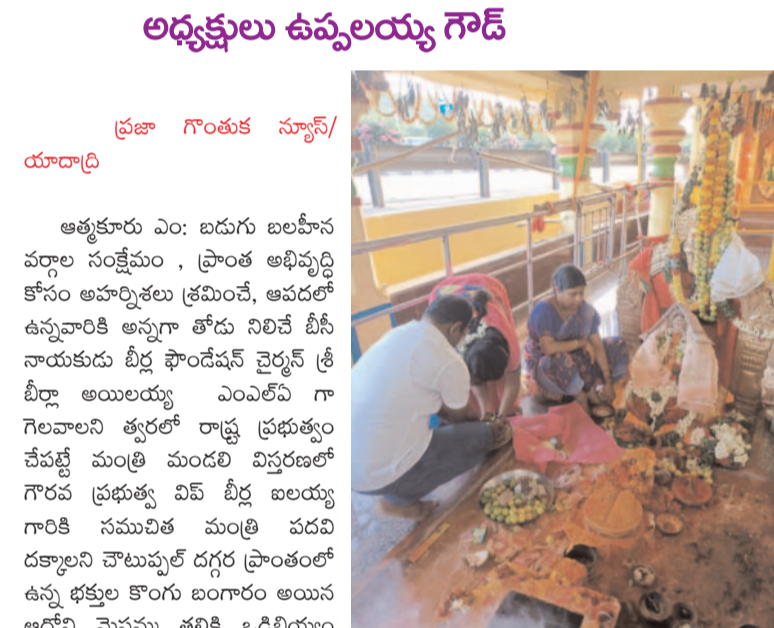 అధ్యక్షులు ఉప్పలయ్య గౌడ్
ప్రజా గొంతుక న్యూస్/
యాదాద్రి
ఆత్మకూరు ఎం: బడుగు బలహీన
వర్గాల సంక్షేమం , ప్రాంత అభివృద్ధి
కోసం అహర్నిశలు శ్రమించే, ఆపదలో
ఉన్నవారికి అన్నగా తోడు నిలిచే బీసీ
నాయకుడు బీర్ల ఫౌండేషన్ చైర్మన్ శ్రీ
బీర్లా అయిలయ్య ఎంఎల్ఏ గా
గెలవాలని త్వరలో రాష్ట్ర ప్రభుత్వం
చేపట్టే మంత్రి మండలి విస్తరణలో
గౌరవ ప్రభుత్వ విప్ బీర్ల ఐలయ్య
గారికి సముచిత మంత్రి పదవి
దక్కాలని చౌటుప్పల్ దగ్గర ప్రాంతంలో
ఉన్న భక్తుల కొంగు బంగారం అయిన